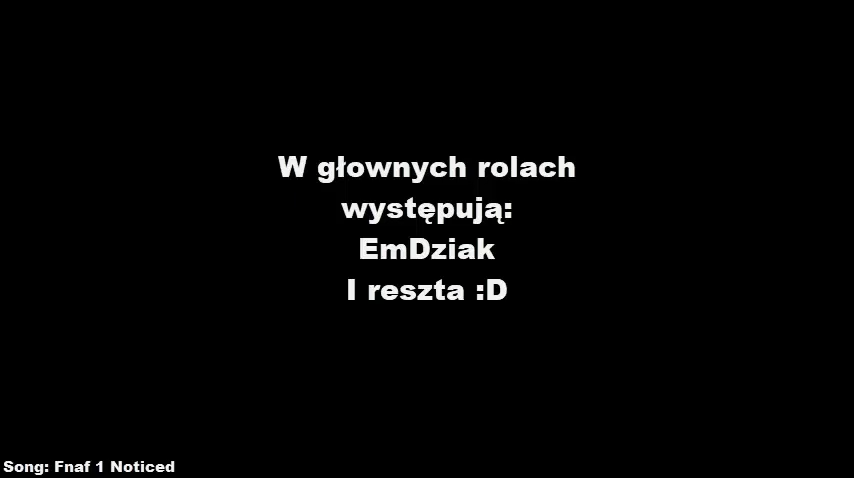 W głownych rolach
występują:
EmDziak
I reszta :D
Song: Fnaf 1 Noticed